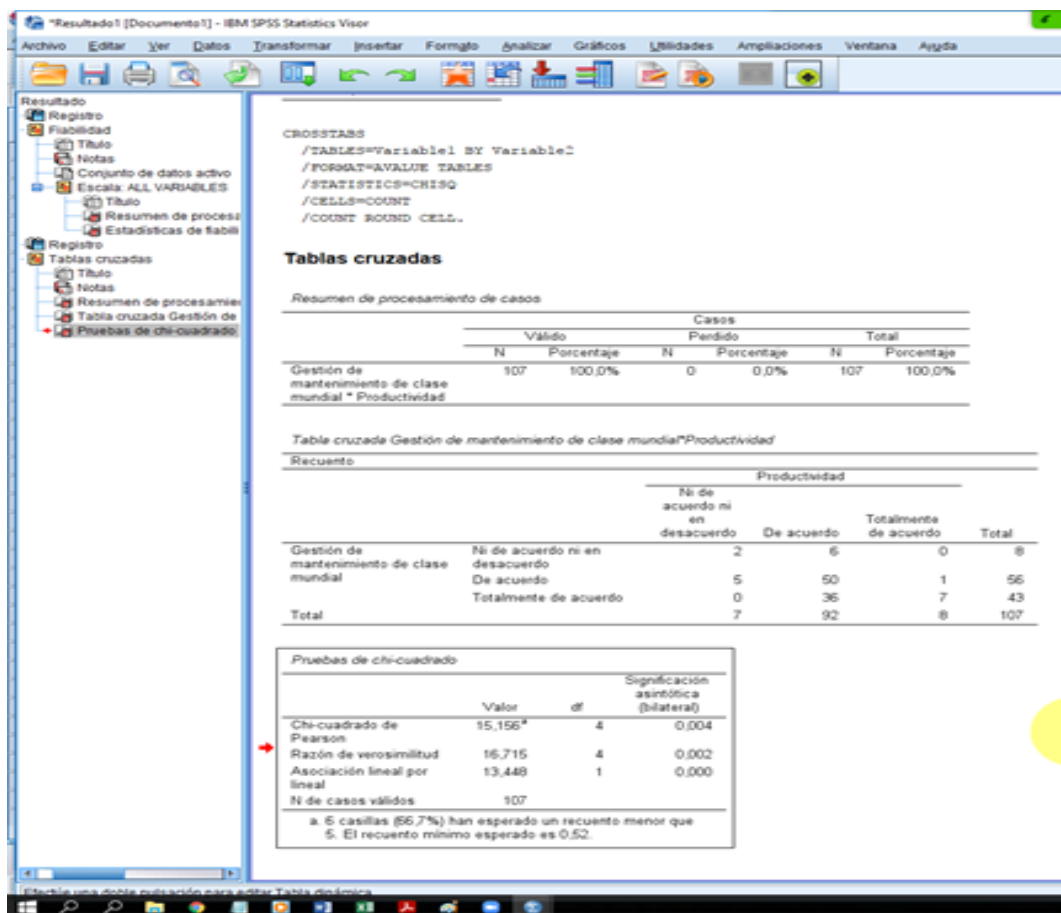 *Resultado1 [Documento1] - IBM SPSS Statistics Visor
Archivo Editar Ver Datos Transformar Insertar Formato Analizar Gráficos Utilidades Ampliaciones Ventana Ayuda
Resultado
Registro
Fiabilidad
Título
Notas
Conjunto de datos activo
Escala: ALL VARIABLES
Título
Resumen de procesa
Estadísticas de fiabili
Registro
Tablas cruzadas
Título
Notas
Resumen de procesamie
Tabla cruzada Gestión de
Pruebas de chi-cuadrado
CROSSTABS
/TABLES=Variable1 BY Variable2
/FORMAT=AVALUE TABLES
/STATISTICS=CHISQ
/CELLS=COUNT
/COUNT ROUND CELL.
Tablas cruzadas
Resumen de procesamiento de casos
Casos
Válido Perdido Total
N Porcentaje N Porcentaje N Porcentaje
Gestión de mantenimiento de clase mundial * Productividad 107 100,0% 0 0,0% 107 100,0%
Tabla cruzada Gestión de mantenimiento de clase mundial*Productividad
Recuento
Productividad
Ni de acuerdo ni en desacuerdo De acuerdo Totalmente de acuerdo Total
Gestión de mantenimiento de clase mundial Ni de acuerdo ni en desacuerdo 2 6 0 8
De acuerdo 5 50 1 56
Totalmente de acuerdo 0 36 7 43
Total 7 92 8 107
Pruebas de chi-cuadrado
Valor df Significación asintótica (bilateral)
Chi-cuadrado de Pearson 15,156ª 4 0,004
Razón de verosimilitud 16,715 4 0,002
Asociación lineal por lineal 13,448 1 0,000
N de casos válidos 107
a. 6 casillas (66,7%) han esperado un recuento menor que
5. El recuento mínimo esperado es 0,52.
Efectúe una doble pulsación para editar Tabla dinámica